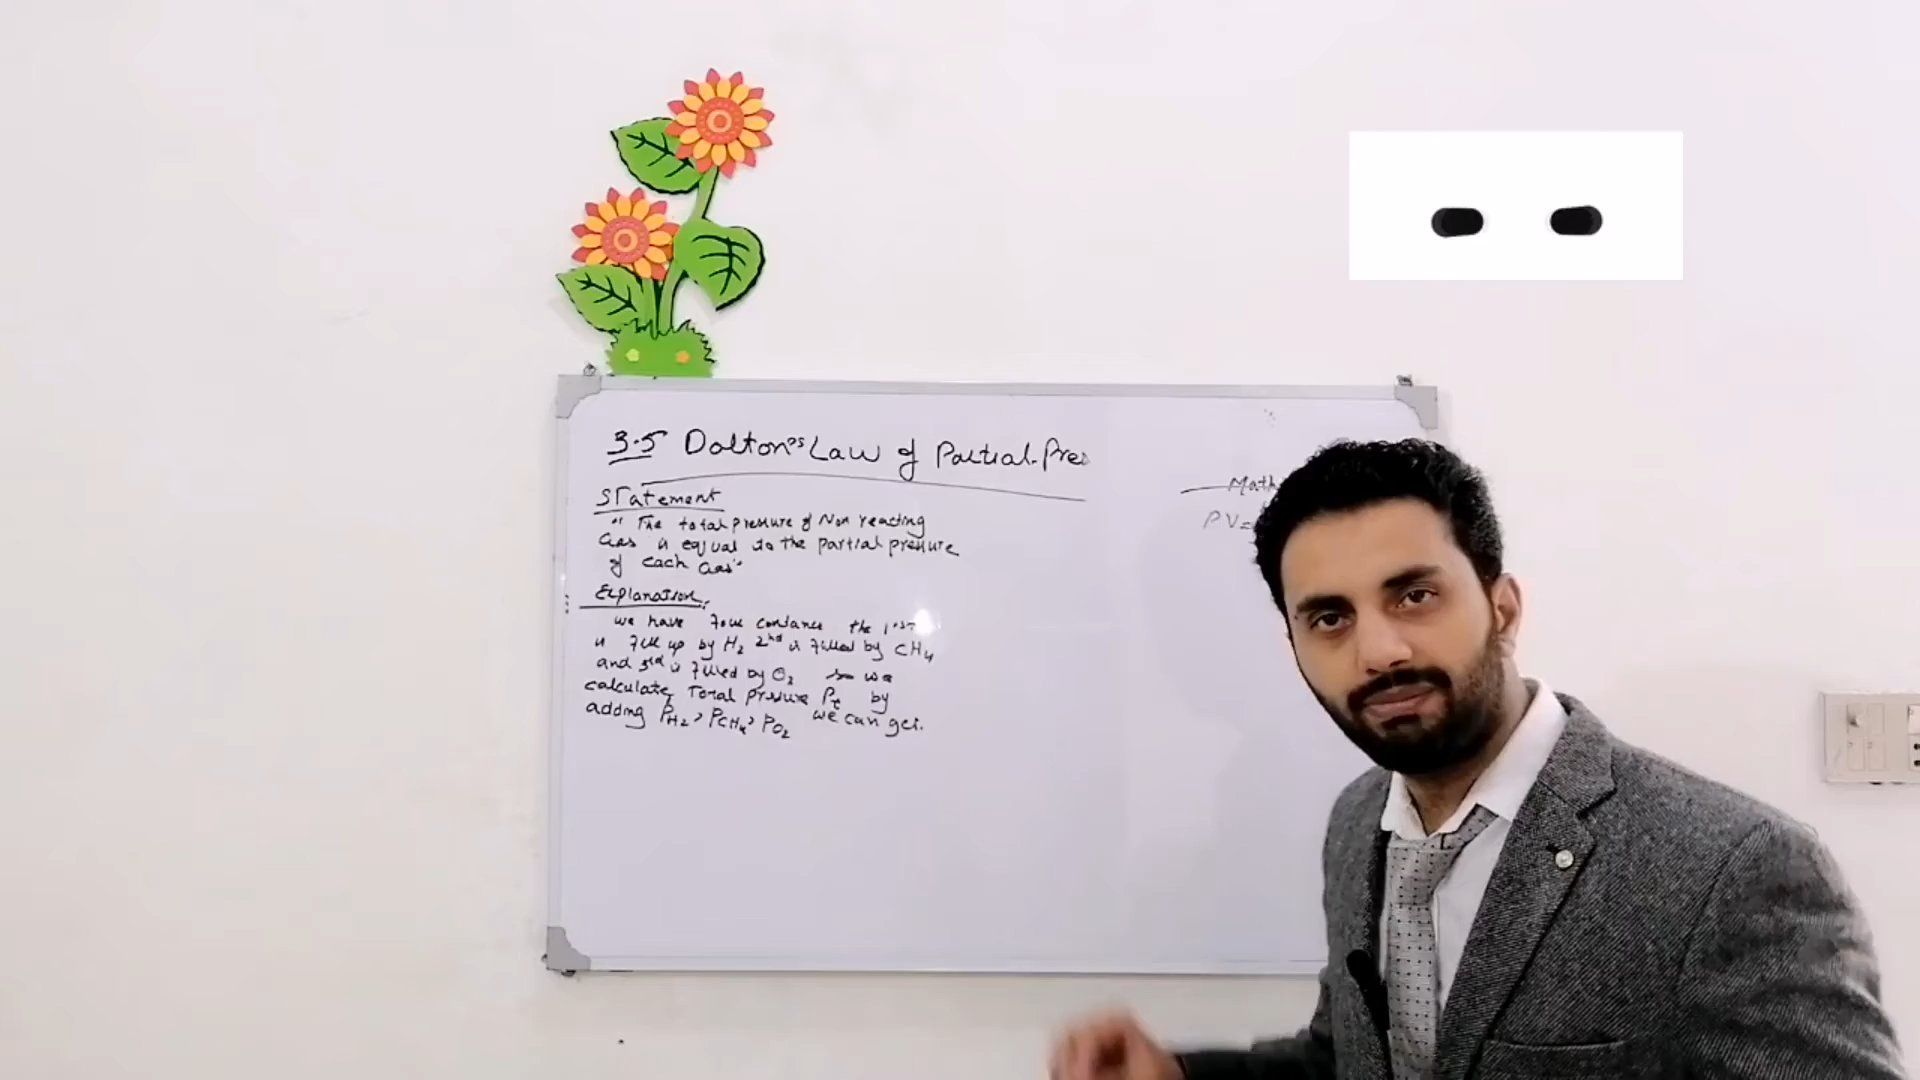 3.5 Dalton's Law of Partial-Pres
Statement
" The total pressure of Non reacting
Gas is equal to the partial pressure
of each Gas"
Explanation:
we have four the 1st
is fill up by H2 2nd is filled by CH4
and 3rd is filled by O2 so we
calculate Total pressure Pt by
adding PH2, PCH4, PO2 we can get.
Math
PV=